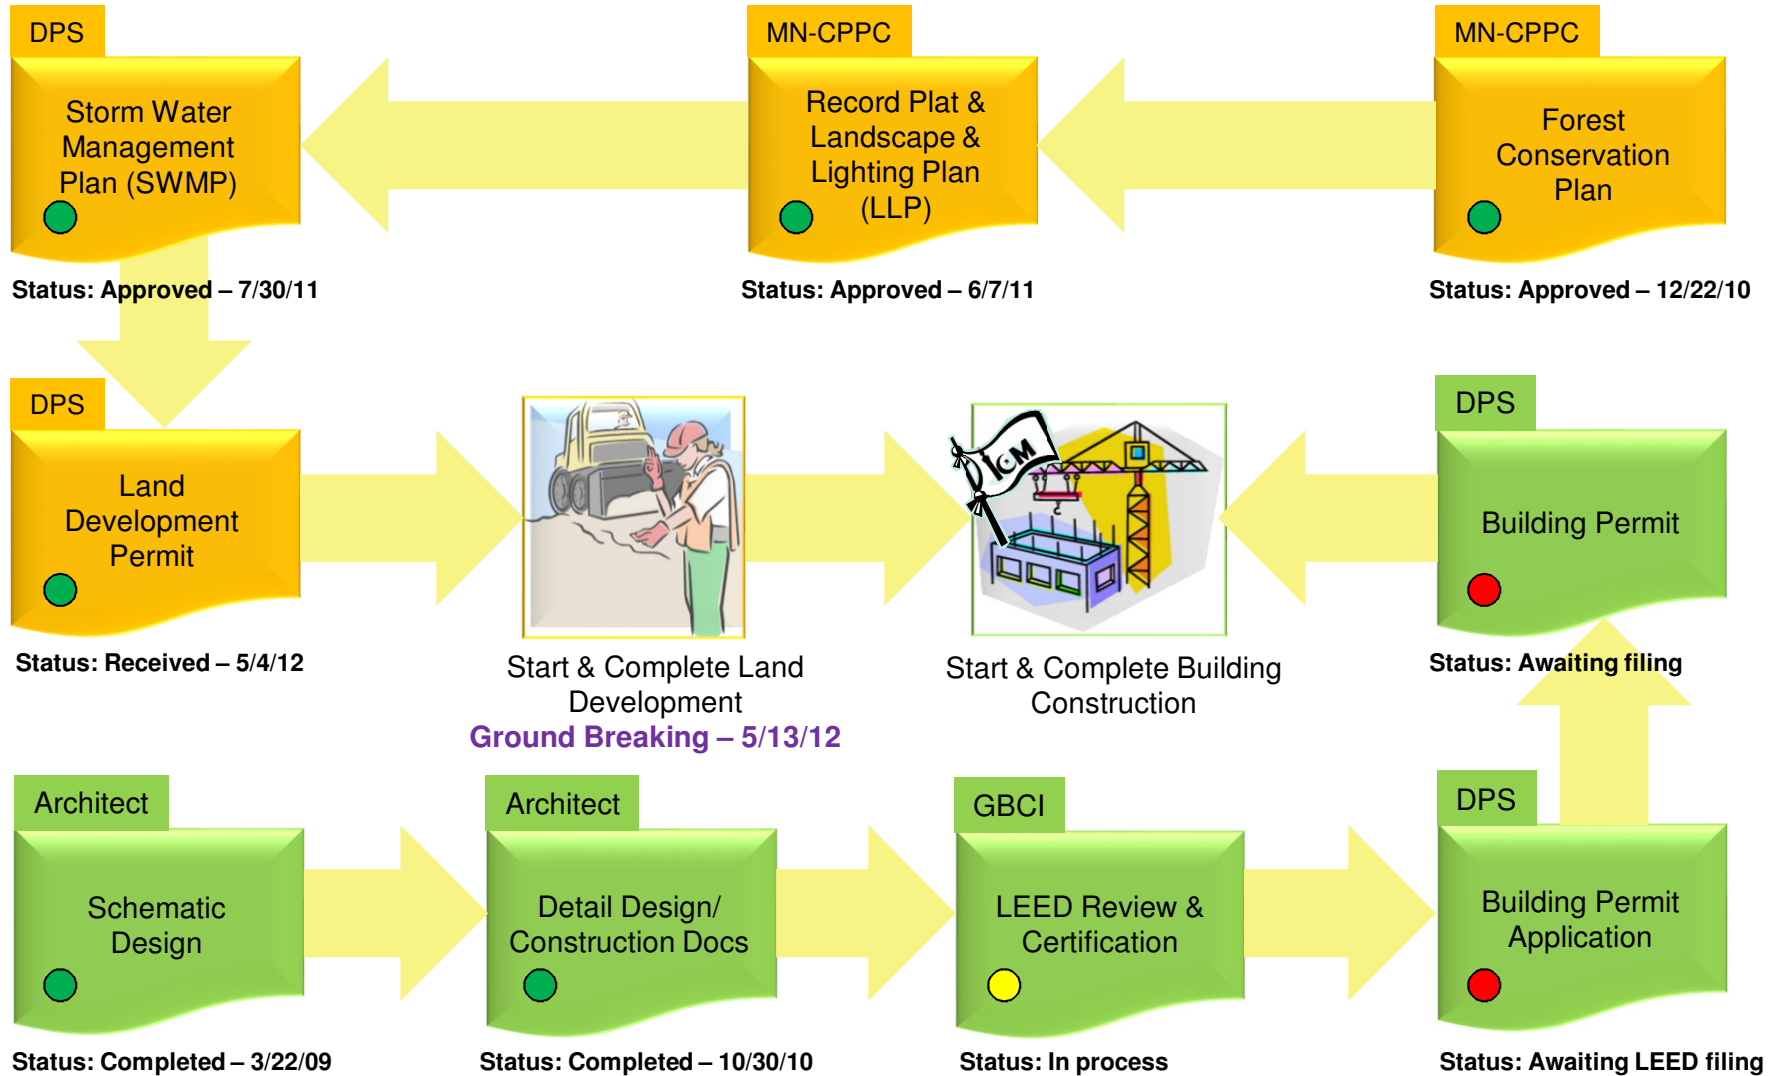 DPS
Storm Water
Management
Plan (SWMP)
Status: Approved – 7/30/11
MN-CPPC
Record Plat &
Landscape &
Lighting Plan
(LLP)
Status: Approved – 6/7/11
MN-CPPC
Forest
Conservation
Plan
Status: Approved – 12/22/10
DPS
Land
Development
Permit
Status: Received – 5/4/12
Start & Complete Land
Development
Ground Breaking – 5/13/12
ICM
Start & Complete Building
Construction
DPS
Building Permit
Status: Awaiting filing
Architect
Schematic
Design
Status: Completed – 3/22/09
Architect
Detail Design/
Construction Docs
Status: Completed – 10/30/10
GBCI
LEED Review &
Certification
Status: In process
DPS
Building Permit
Application
Status: Awaiting LEED filing